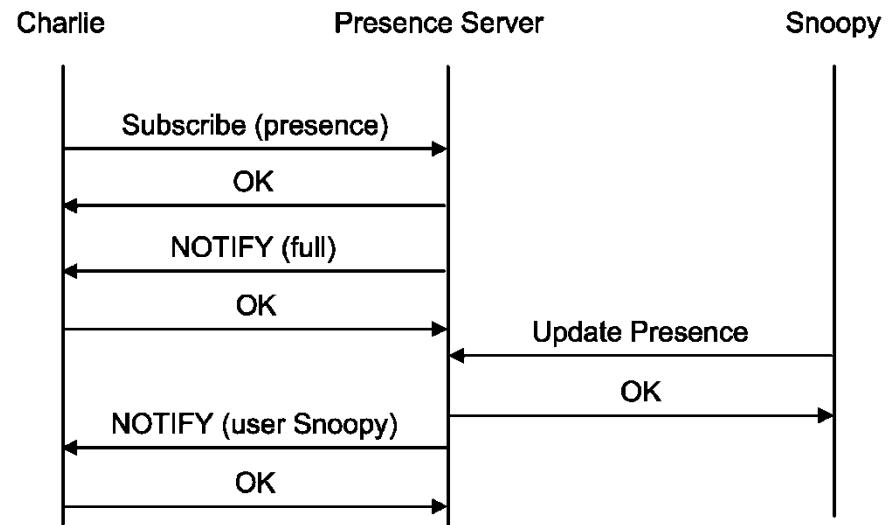 Charlie
Presence Server
Snoopy
Subscribe (presence)
OK
NOTIFY (full)
OK
Update Presence
OK
NOTIFY (user Snoopy)
OK